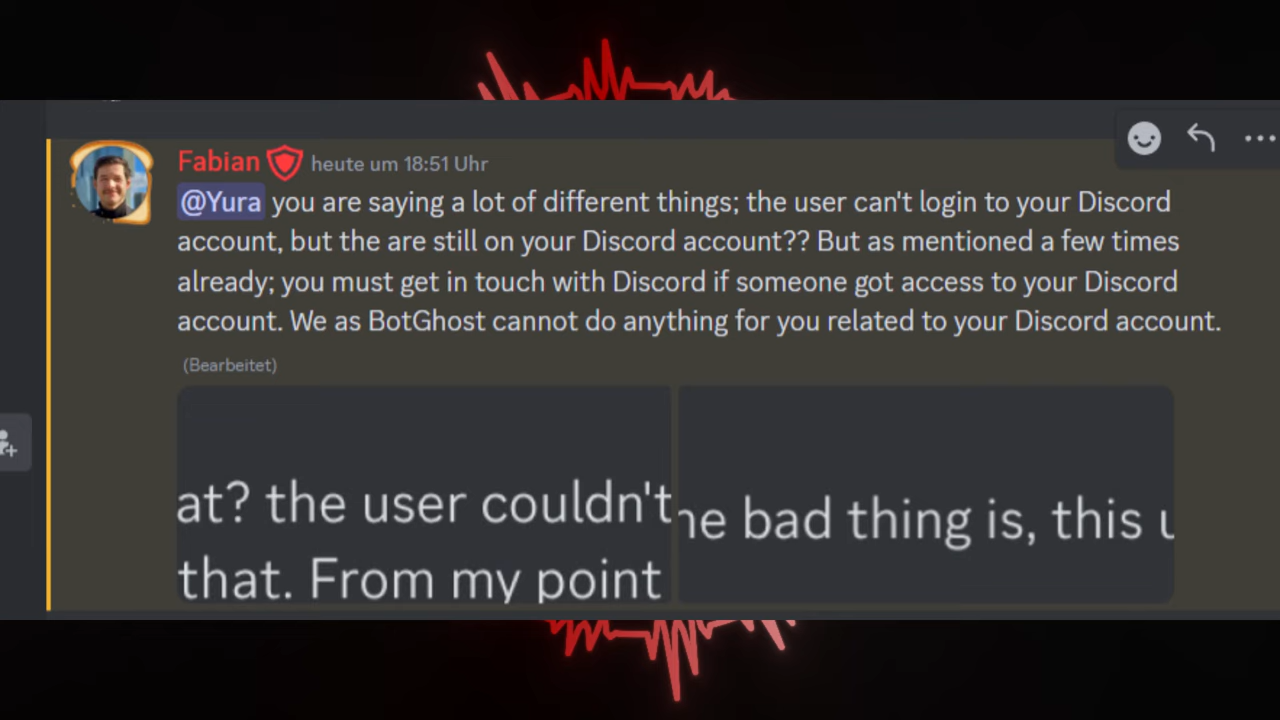 Fabian heute um 18:51 Uhr
@Yura you are saying a lot of different things; the user can't login to your Discord
account, but the are still on your Discord account?? But as mentioned a few times
already; you must get in touch with Discord if someone got access to your Discord
account. We as BotGhost cannot do anything for you related to your Discord account.
(Bearbeitet)
at? the user couldn't
that. From my point
he bad thing is, this u